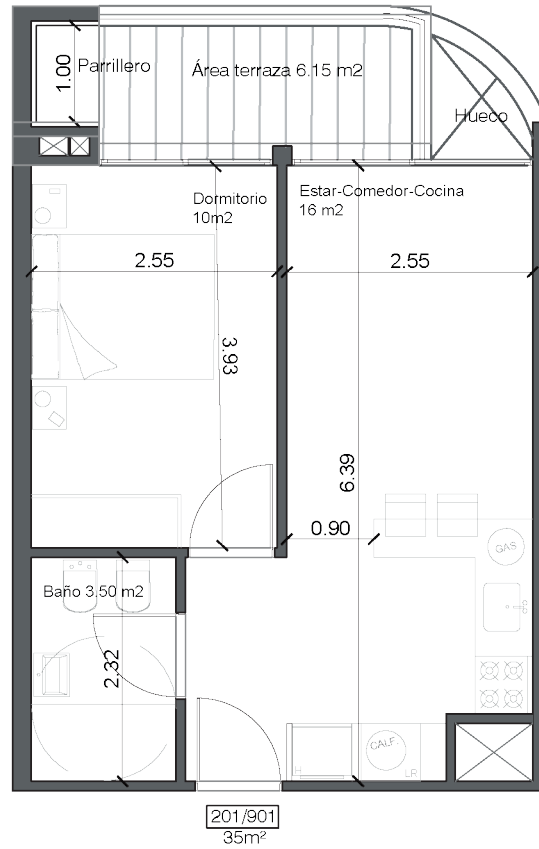 1.00
Parrillero
Área terraza 6.15 m2
Hueco
Dormitorio
10m2
Estar-Comedor-Cocina
16 m2
2.55
2.55
3.93
6.39
0.90
GAS
Baño 3.50 m2
2.32
CALF.
H
LR
201/901
35m²